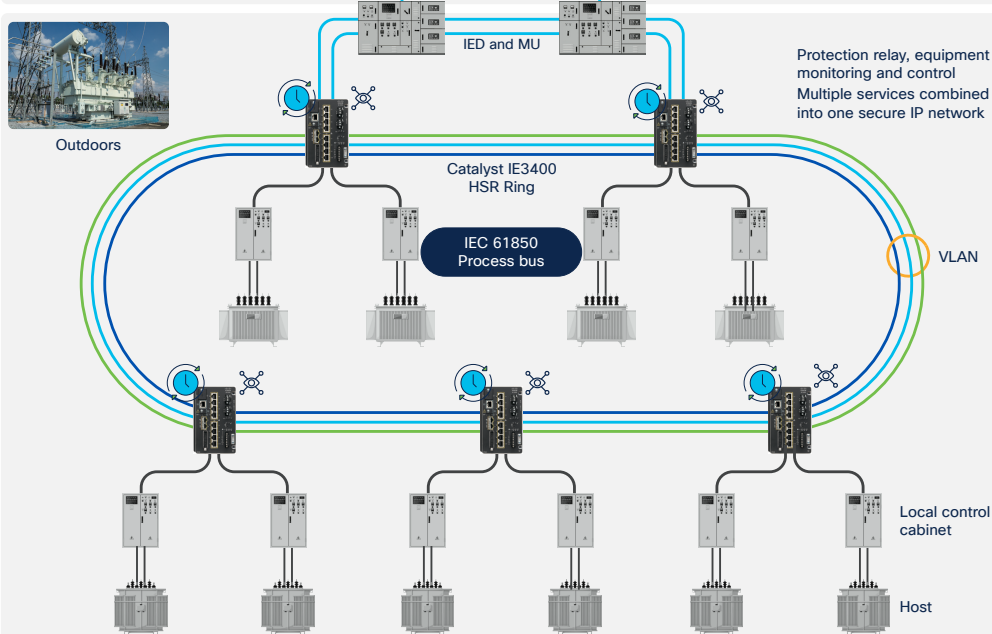 IED and MU
Protection relay, equipment
monitoring and control
Multiple services combined
into one secure IP network
Outdoors
Catalyst IE3400
HSR Ring
IEC 61850
Process bus
VLAN
Local control
cabinet
Host